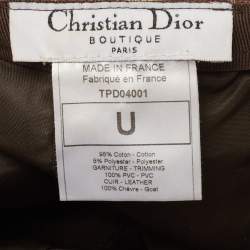 Christian Dior
BOUTIQUE
PARIS
MADE IN FRANCE
Fabriqué en France
TPD04001
U
95% Coton - Cotton
5% Polyester - Polyester
GARNITURE - TRIMMING
100% PVC - PVC
CUIR - LEATHER
100% Chèvre - Goat